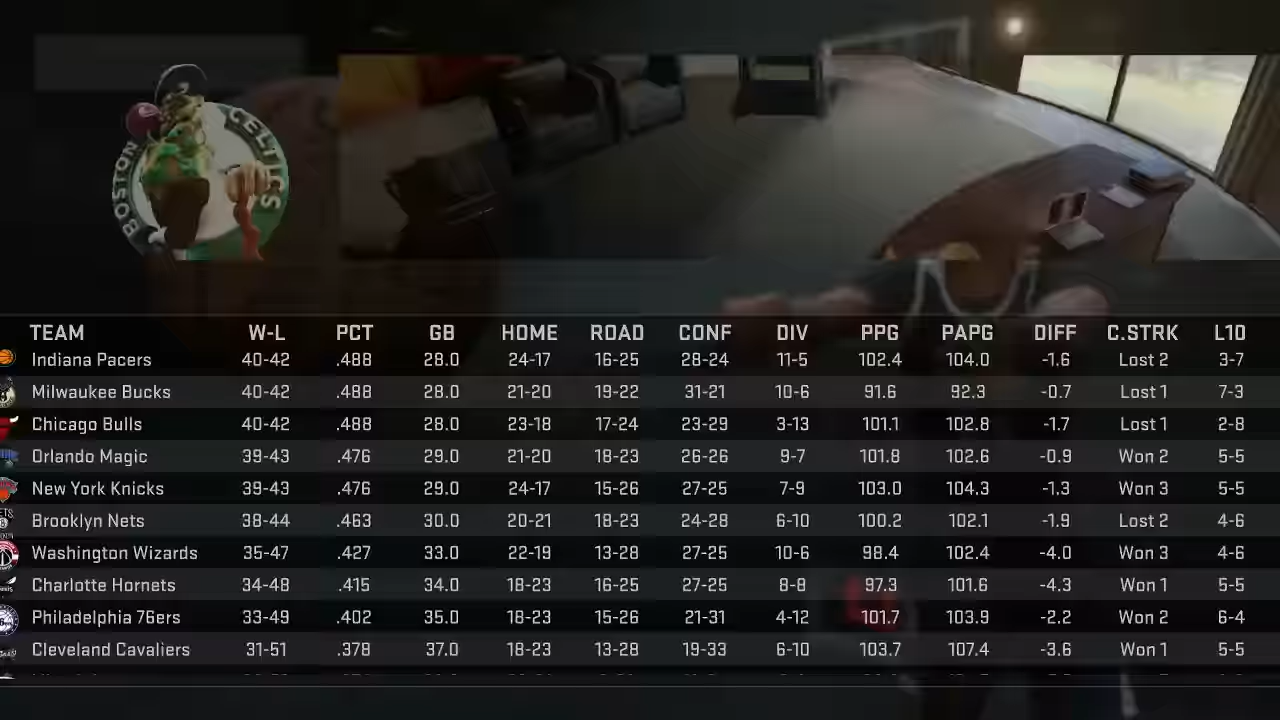 BOSTON CELTICS
TEAM W-L PCT GB HOME ROAD CONF DIV PPG PAPG DIFF C.STRK L10
Indiana Pacers 40-42 .488 28.0 24-17 16-25 28-24 11-5 102.4 104.0 -1.6 Lost 2 3-7
Milwaukee Bucks 40-42 .488 28.0 21-20 19-22 31-21 10-6 91.6 92.3 -0.7 Lost 1 7-3
Chicago Bulls 40-42 .488 28.0 23-18 17-24 23-29 3-13 101.1 102.8 -1.7 Lost 1 2-8
Orlando Magic 39-43 .476 29.0 21-20 18-23 26-26 9-7 101.8 102.6 -0.9 Won 2 5-5
New York Knicks 39-43 .476 29.0 24-17 15-26 27-25 7-9 103.0 104.3 -1.3 Won 3 5-5
Brooklyn Nets 38-44 .463 30.0 20-21 18-23 24-28 6-10 100.2 102.1 -1.9 Lost 2 4-6
Washington Wizards 35-47 .427 33.0 22-19 13-28 27-25 10-6 98.4 102.4 -4.0 Won 3 4-6
Charlotte Hornets 34-48 .415 34.0 18-23 16-25 27-25 8-8 97.3 101.6 -4.3 Won 1 5-5
Philadelphia 76ers 33-49 .402 35.0 18-23 15-26 21-31 4-12 101.7 103.9 -2.2 Won 2 6-4
Cleveland Cavaliers 31-51 .378 37.0 18-23 13-28 19-33 6-10 103.7 107.4 -3.6 Won 1 5-5